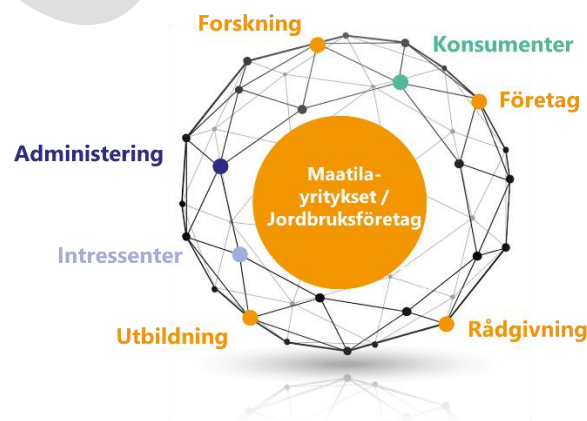 Forskning
Konsumenter
Företag
Administering
Maatila-
yritykset /
Jordbruksföretag
Intressenter
Utbildning
Rådgivning